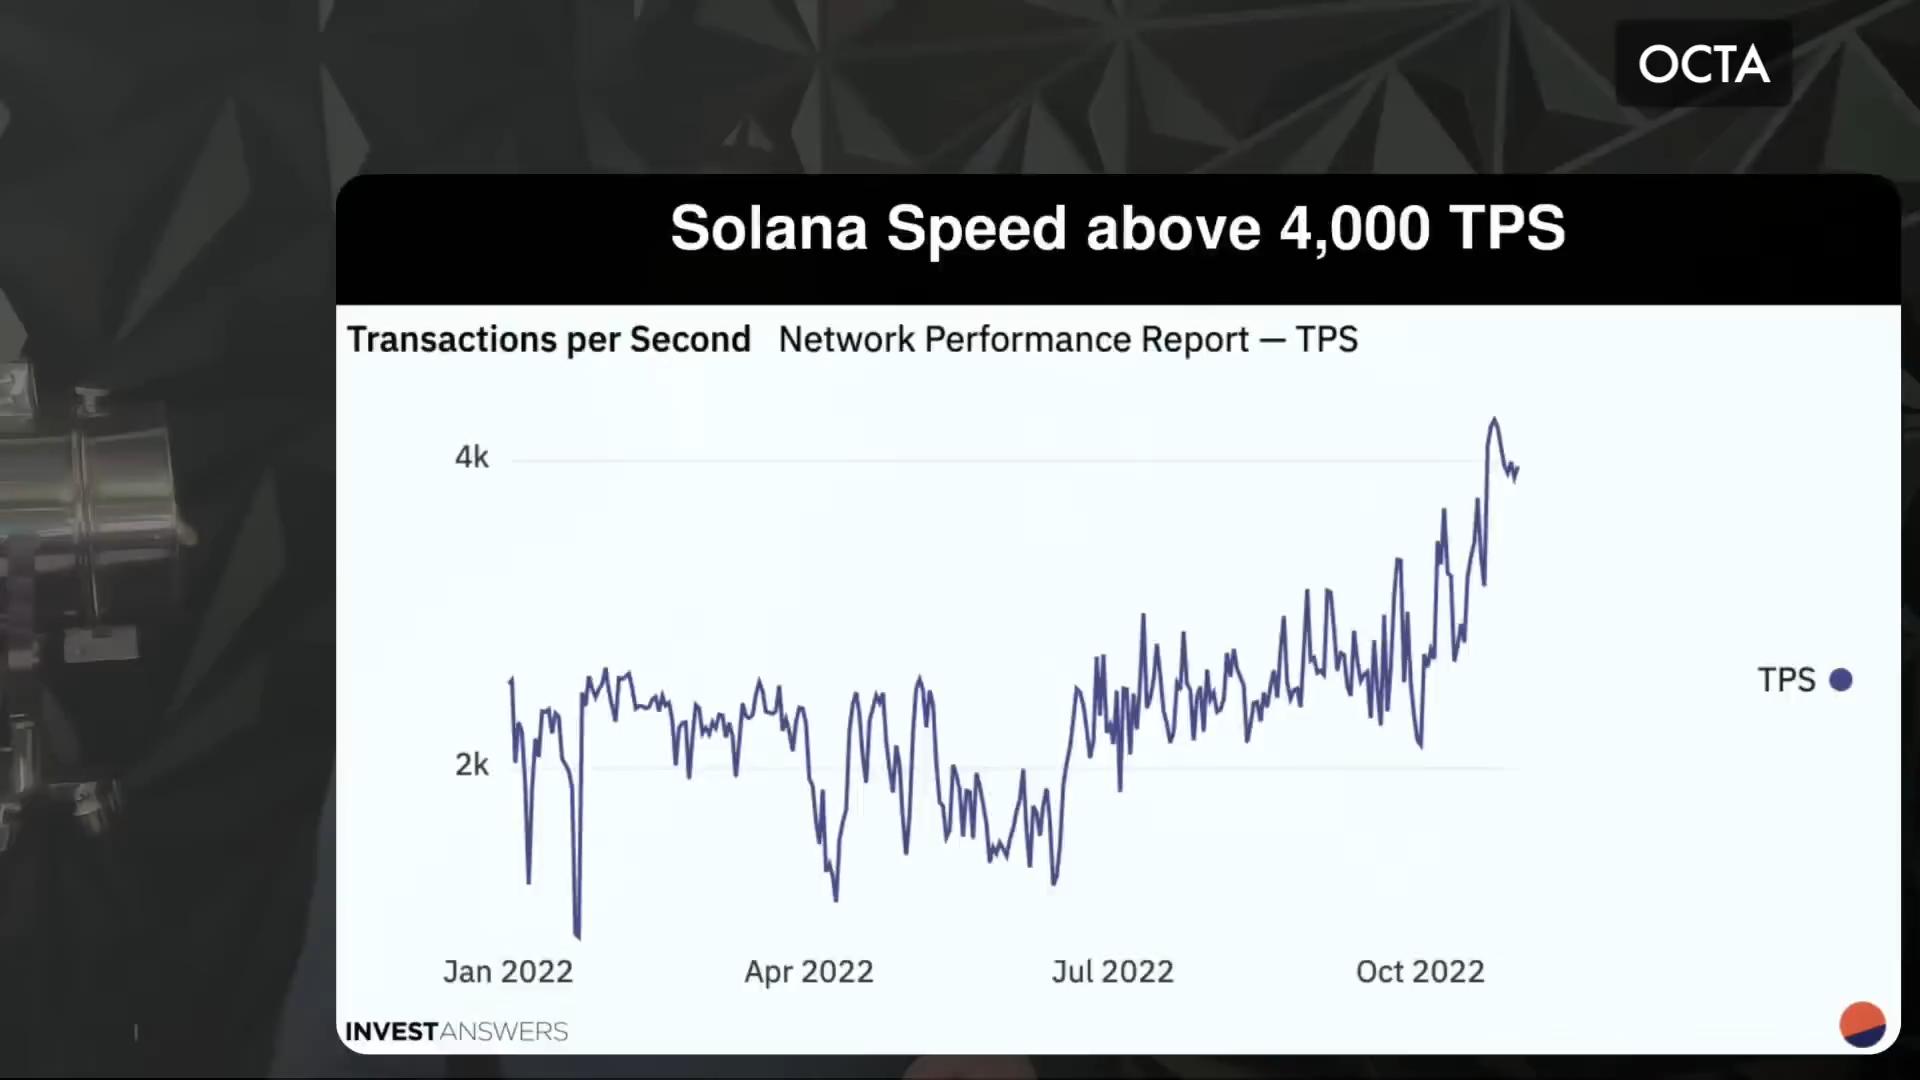 OCTA
Solana Speed above 4,000 TPS
Transactions per Second Network Performance Report — TPS
4k
2k
TPS
Jan 2022 Apr 2022 Jul 2022 Oct 2022
INVESTANSWERS